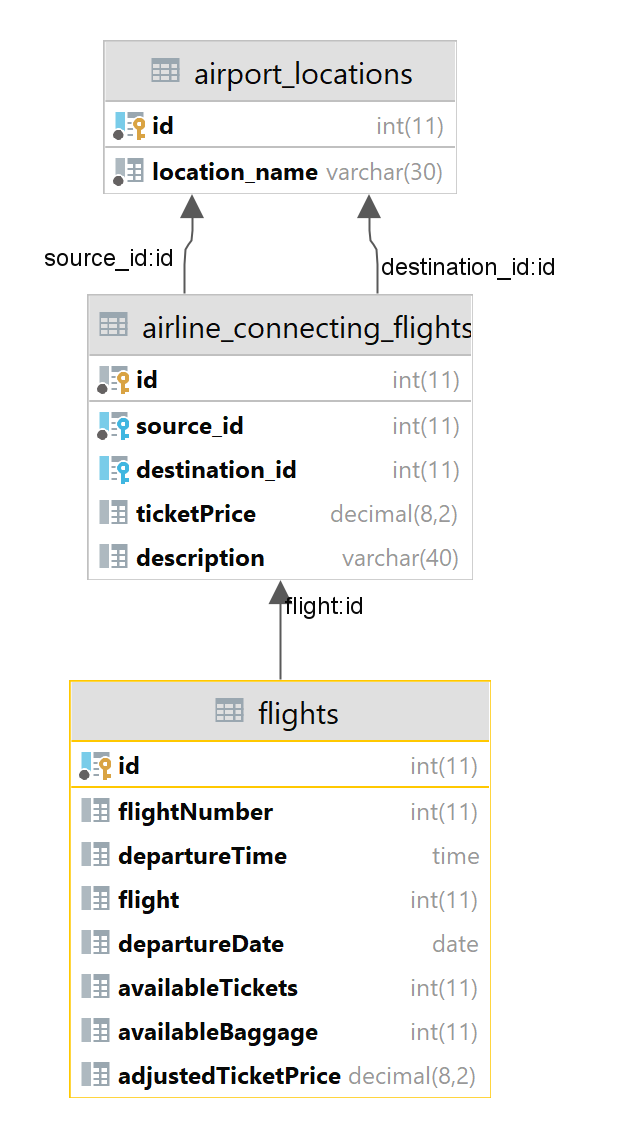 airport_locations
id int(11)
location_name varchar(30)
source_id:id
destination_id:id
airline_connecting_flights
id int(11)
source_id int(11)
destination_id int(11)
ticketPrice decimal(8,2)
description varchar(40)
flight:id
flights
id int(11)
flightNumber int(11)
departureTime time
flight int(11)
departureDate date
availableTickets int(11)
availableBaggage int(11)
adjustedTicketPrice decimal(8,2)